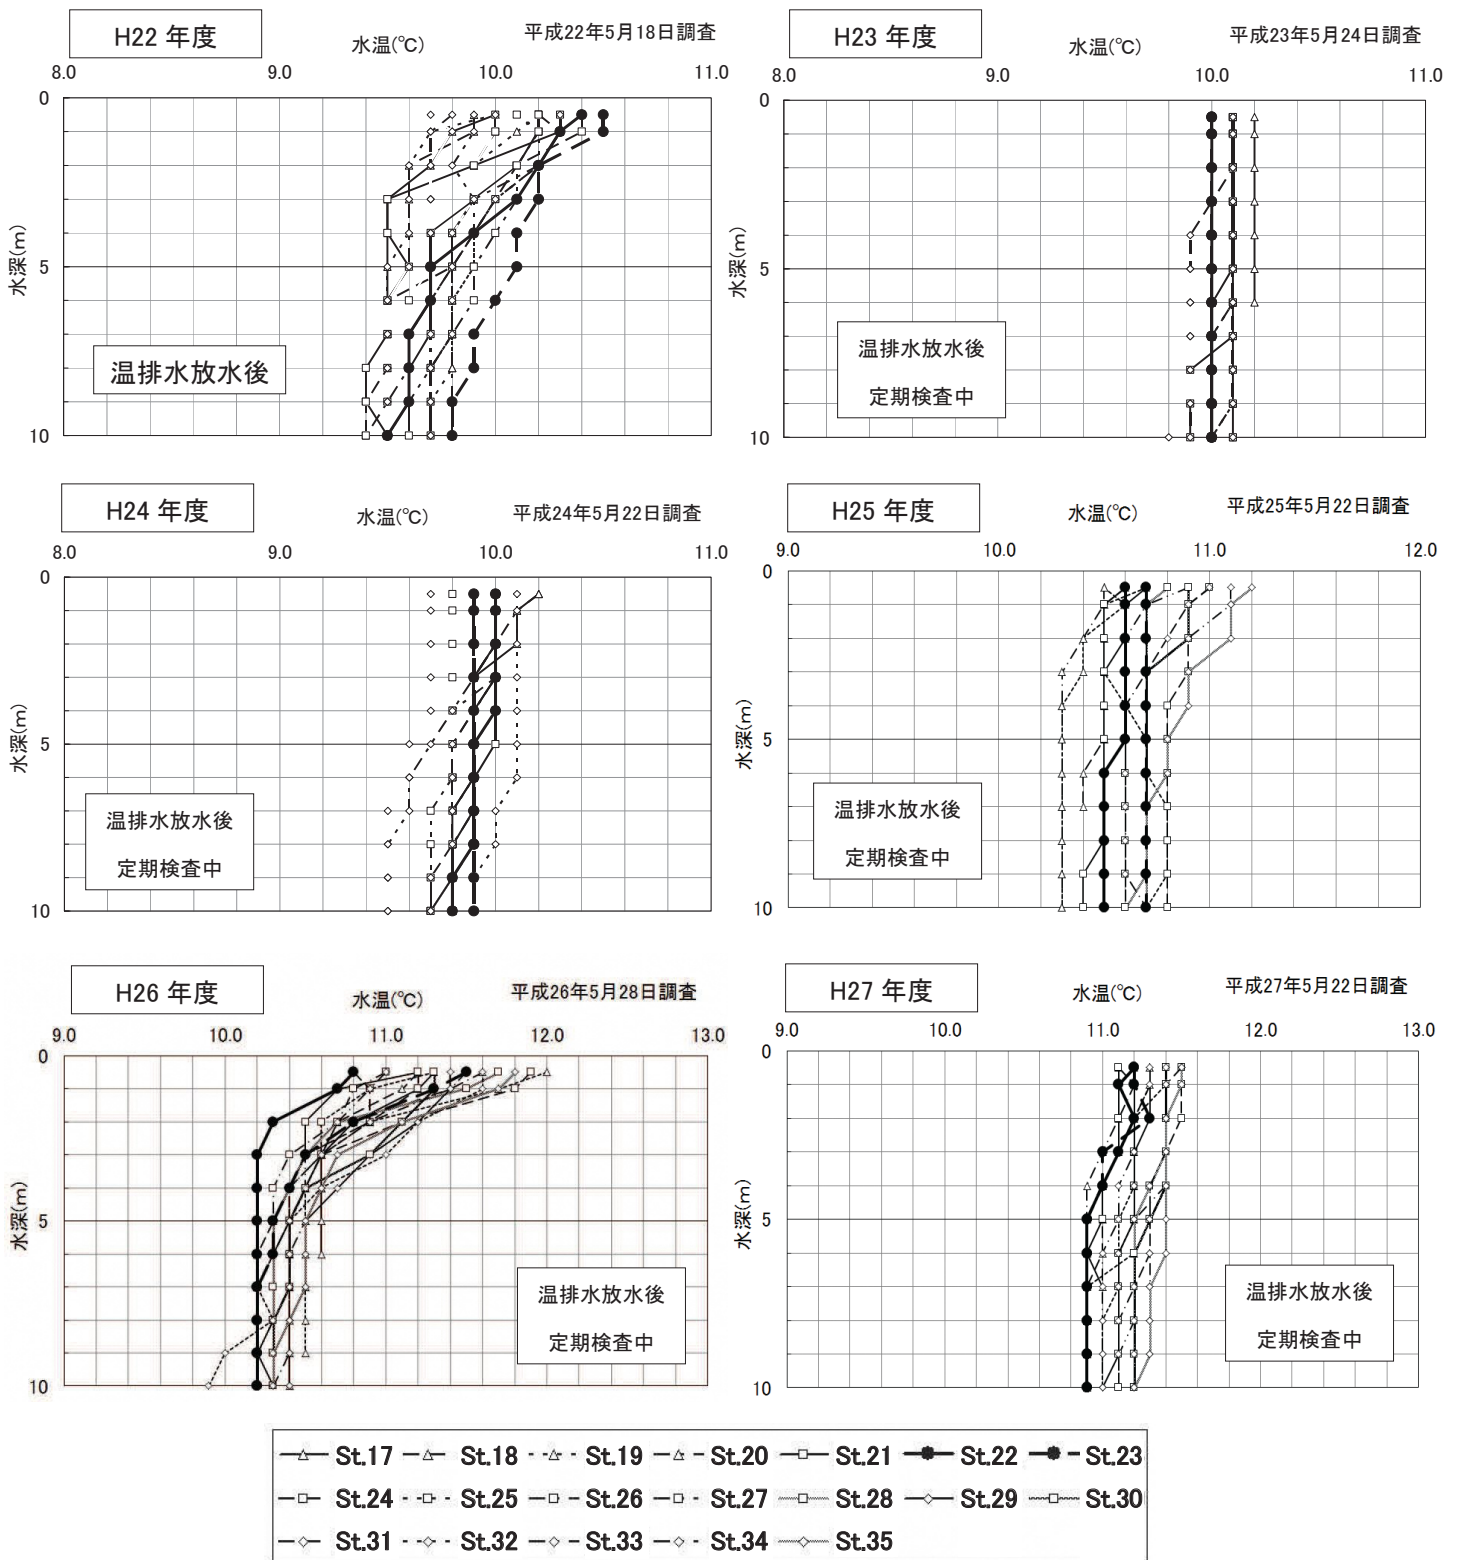 H22 年度
水温(℃)
平成22年5月18日調査
8.0 9.0 10.0 11.0
0
5
10
水深(m)
温排水放水後
H23 年度
水温(℃)
平成23年5月24日調査
8.0 9.0 10.0 11.0
0
5
10
水深(m)
温排水放水後
定期検査中
H24 年度
水温(℃)
平成24年5月22日調査
8.0 9.0 10.0 11.0
0
5
10
水深(m)
温排水放水後
定期検査中
H25 年度
水温(℃)
平成25年5月22日調査
9.0 10.0 11.0 12.0
0
5
10
水深(m)
温排水放水後
定期検査中
H26 年度
水温(℃)
平成26年5月28日調査
9.0 10.0 11.0 12.0 13.0
0
5
10
水深(m)
温排水放水後
定期検査中
H27 年度
水温(℃)
平成27年5月22日調査
9.0 10.0 11.0 12.0 13.0
0
5
10
水深(m)
温排水放水後
定期検査中
St.17 St.18 St.19 St.20 St.21 St.22 St.23
St.24 St.25 St.26 St.27 St.28 St.29 St.30
St.31 St.32 St.33 St.34 St.35